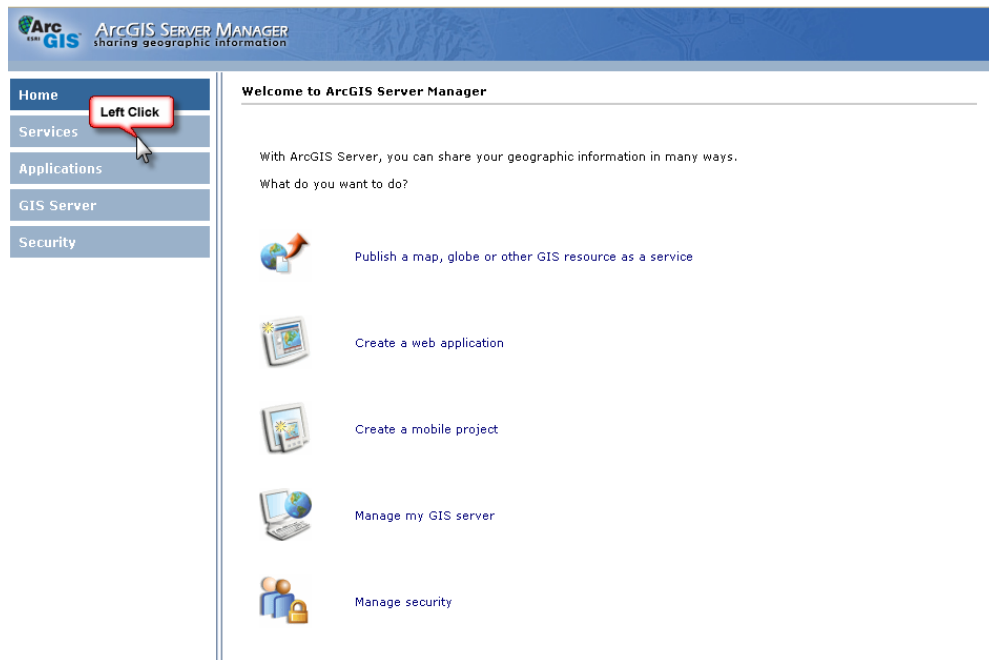 Arc
ESRI GIS
ArcGIS Server Manager
sharing geographic information
Home
Left Click
Services
Applications
GIS Server
Security
Welcome to ArcGIS Server Manager
With ArcGIS Server, you can share your geographic information in many ways.
What do you want to do?
Publish a map, globe or other GIS resource as a service
Create a web application
Create a mobile project
Manage my GIS server
Manage security